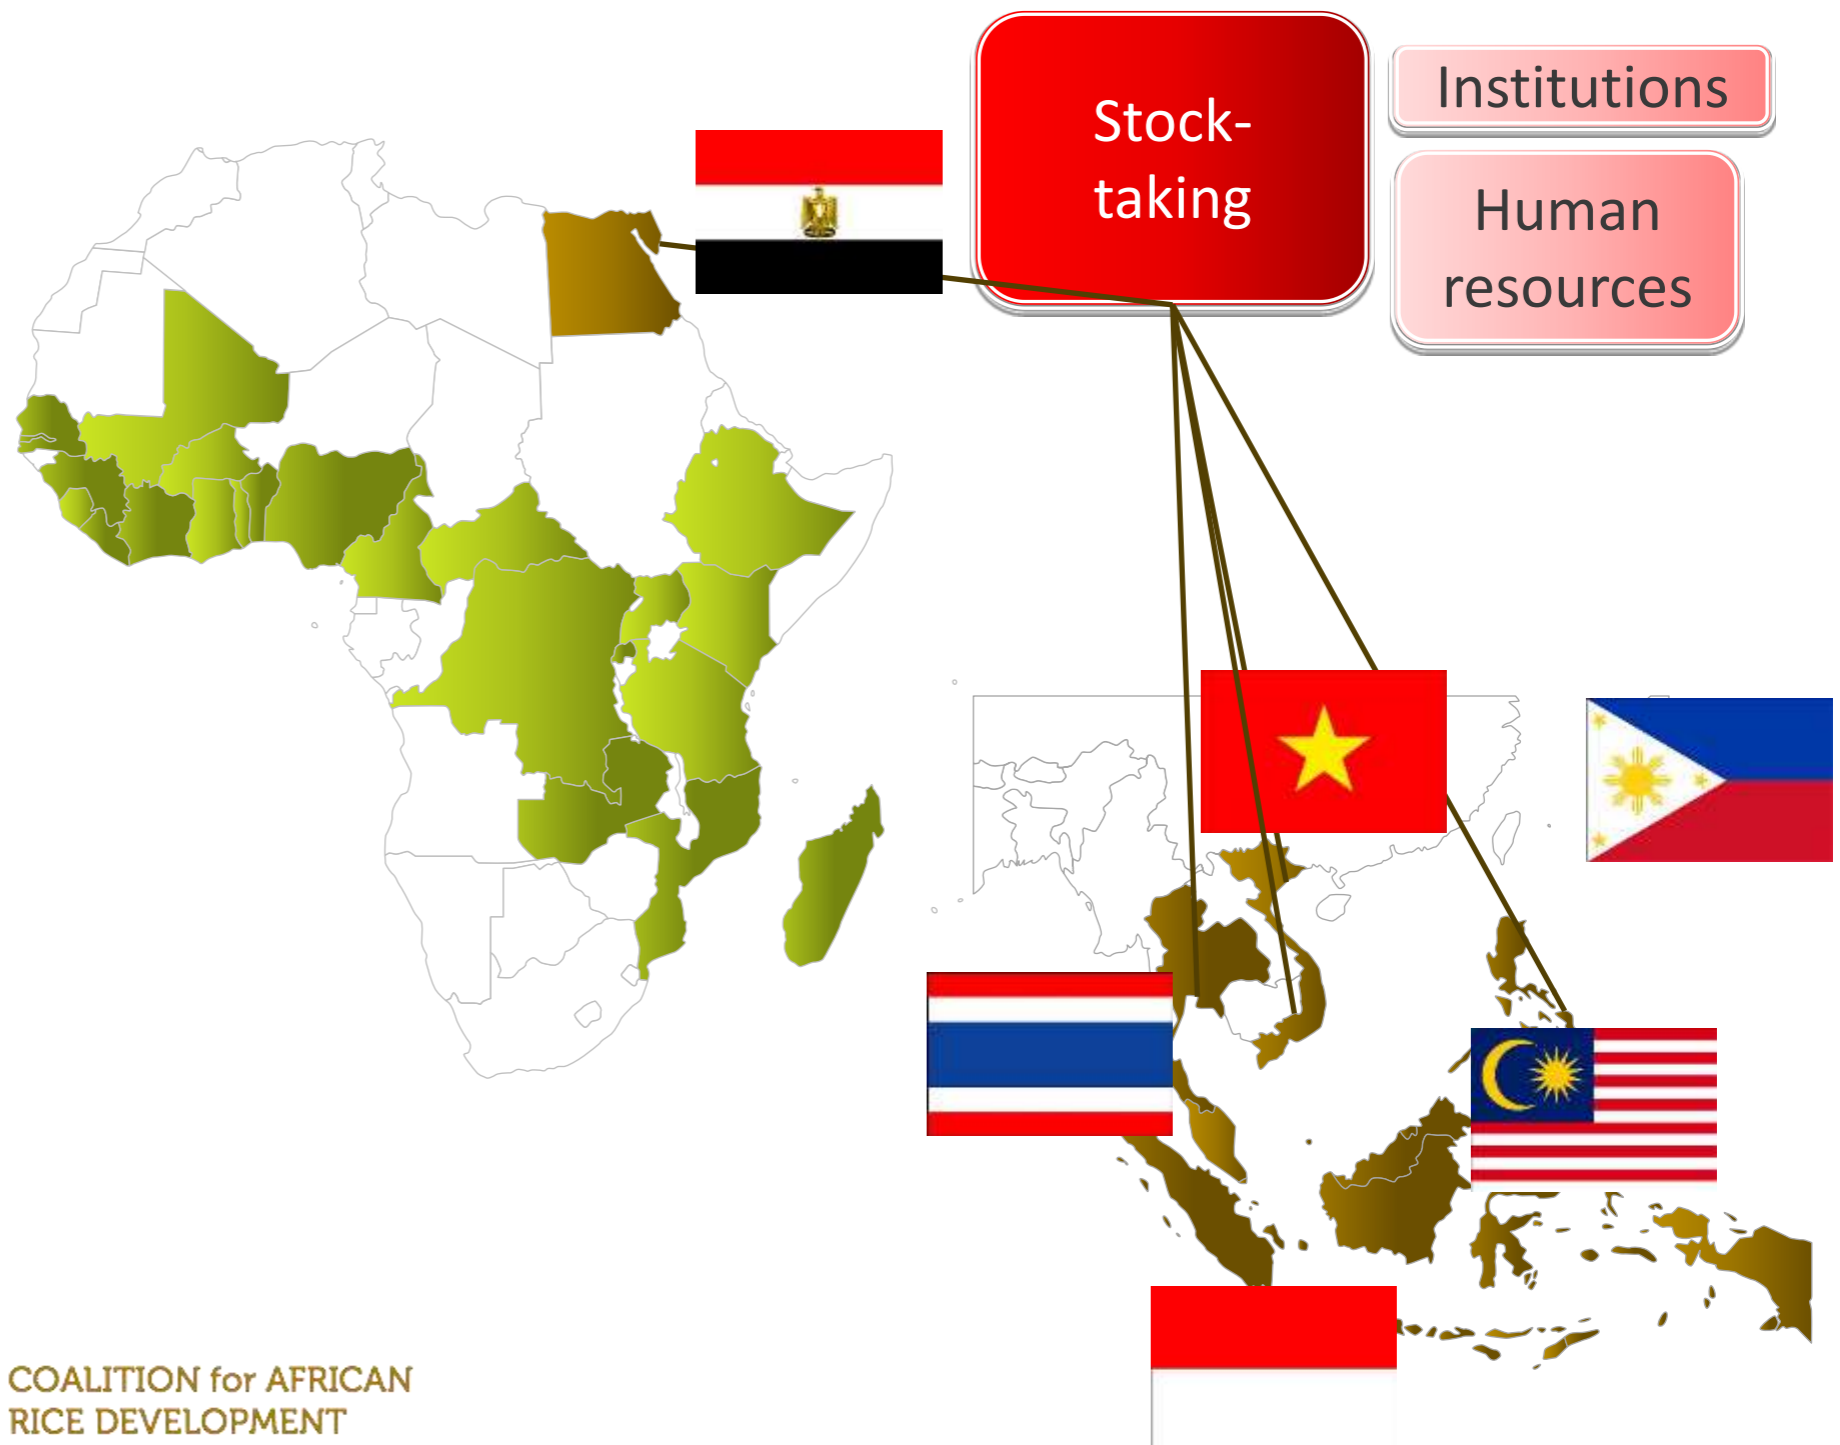 Stock-
taking
Institutions
Human
resources
COALITION for AFRICAN
RICE DEVELOPMENT